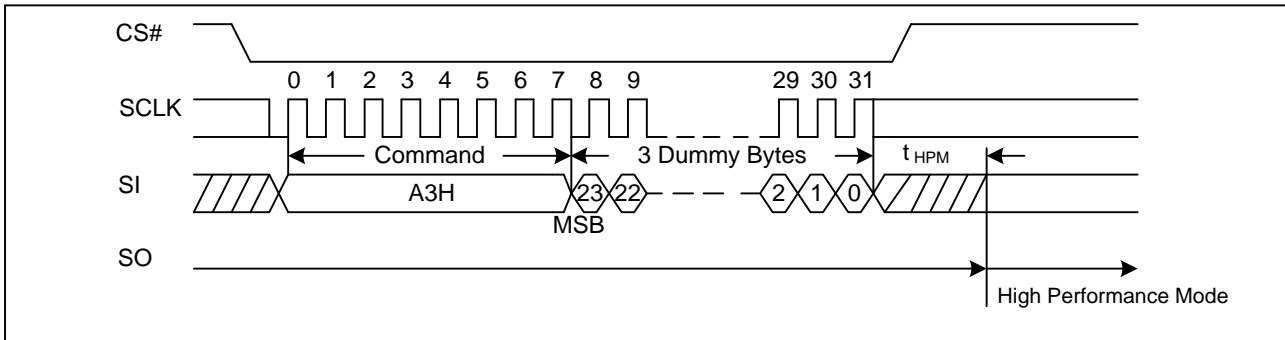 CS#
0 1 2 3 4 5 6 7 8 9 29 30 31
SCLK
Command 3 Dummy Bytes t HPM
SI A3H 23 22 2 1 0
MSB
SO
High Performance Mode